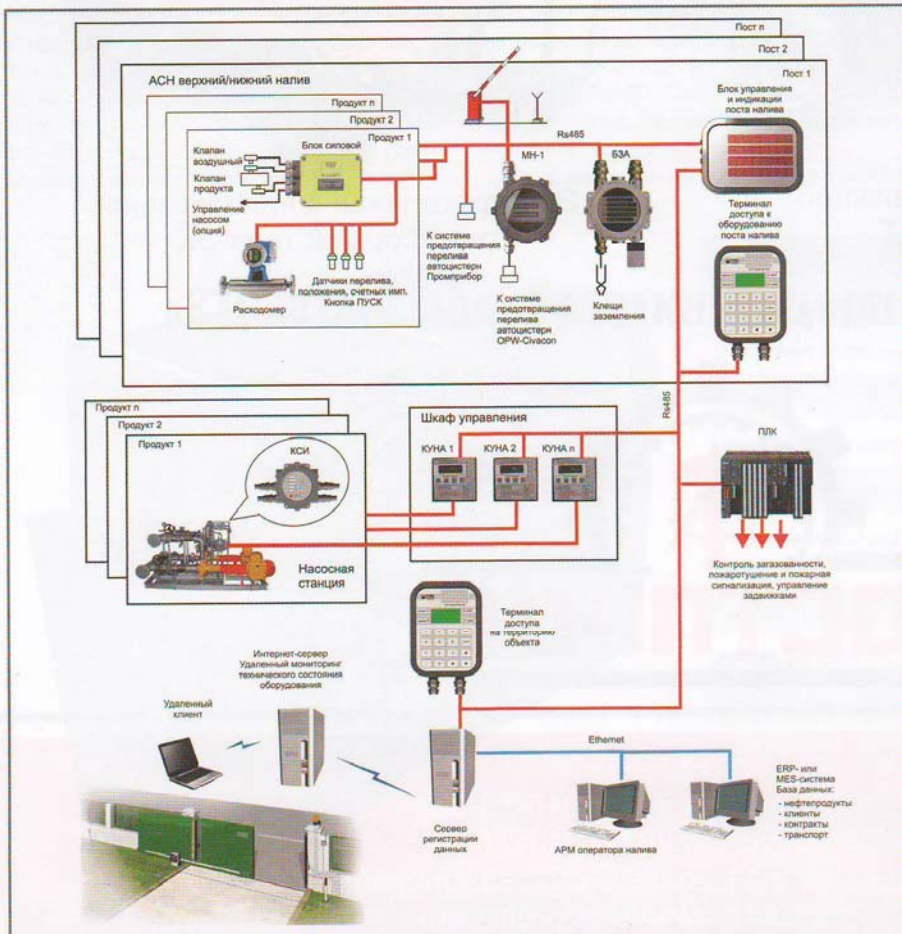 Пост n
Пост 2
Пост 1
АСН верхний/нижний налив
Продукт n
Продукт 2
Продукт 1
Клапан
воздушный
Блок силовой
Клапан
продукта
Управление
насосом
(опция)
Расходомер
Датчики перелива,
положения, счетных имп.
Кнопка ПУСК
Rs485
МН-1
БЗА
К системе
предотвращения
перелива
автоцистерн
Промприбор
К системе
предотвращения
перелива
автоцистерн
OPW-Civacon
Клещи
заземления
Блок управления
и индикации
поста налива
Терминал
доступа к
оборудованию
поста налива
Rs485
Продукт n
Продукт 2
Продукт 1
КСИ
Насосная
станция
Шкаф управления
КУНА 1
КУНА 2
КУНА n
ПЛК
Контроль загазованности,
пожаротушение и пожарная
сигнализация, управление
задвижками
Терминал
доступа
на территорию
объекта
Интернет-сервер
Удаленный мониторинг
технического состояния
оборудования
Удаленный
клиент
Ethernet
Сервер
регистрации
данных
АРМ оператора налива
ERP- или
MES-система
База данных:
- нефтепродукты
- клиенты
- контракты
- транспорт